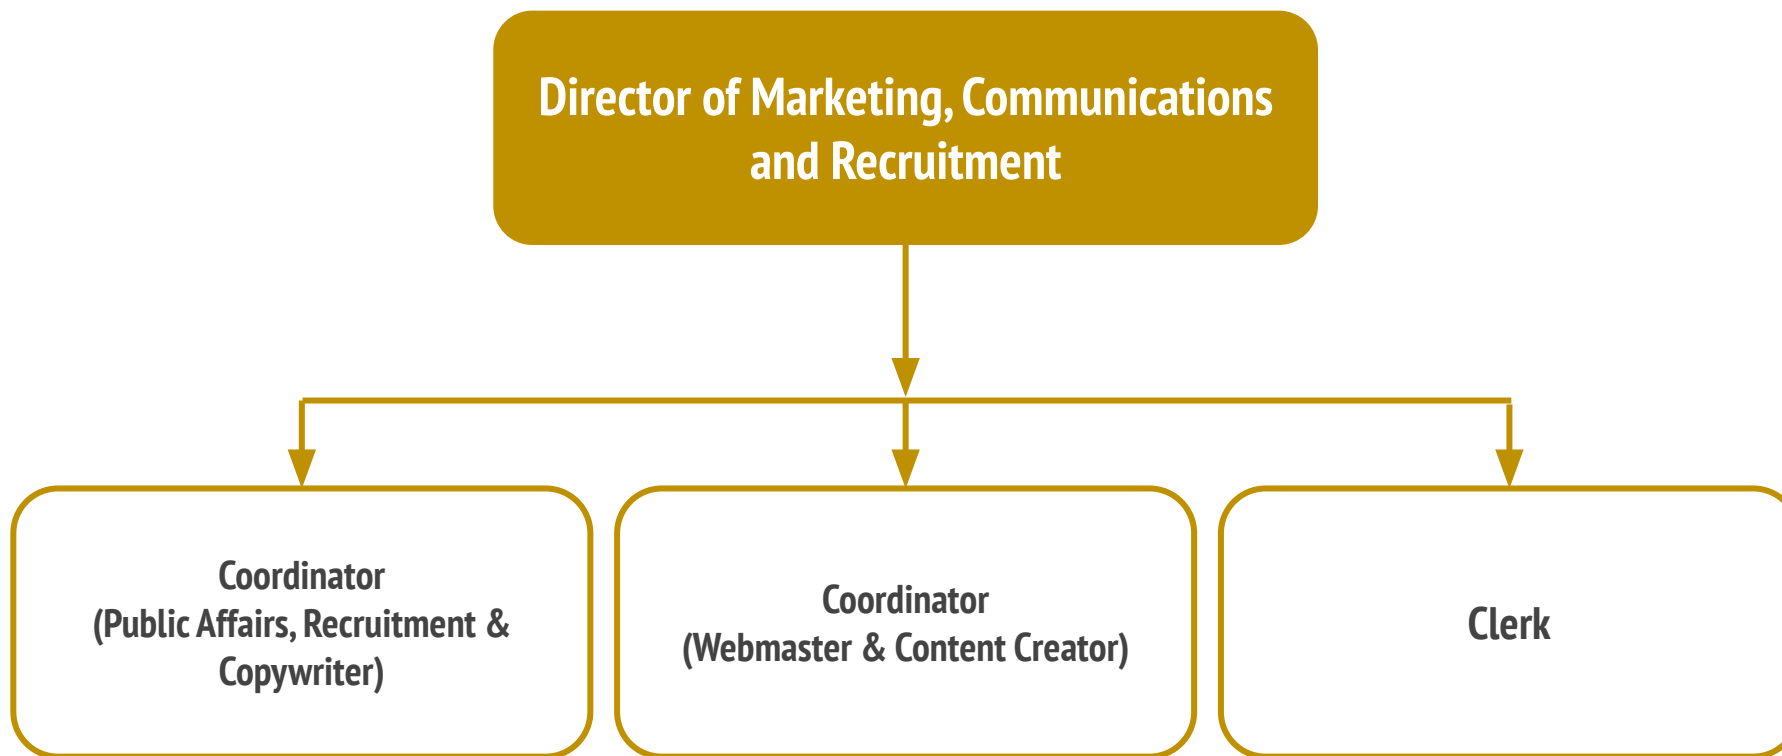 Director of Marketing, Communications
and Recruitment
Coordinator
(Public Affairs, Recruitment &
Copywriter)
Coordinator
(Webmaster & Content Creator)
Clerk